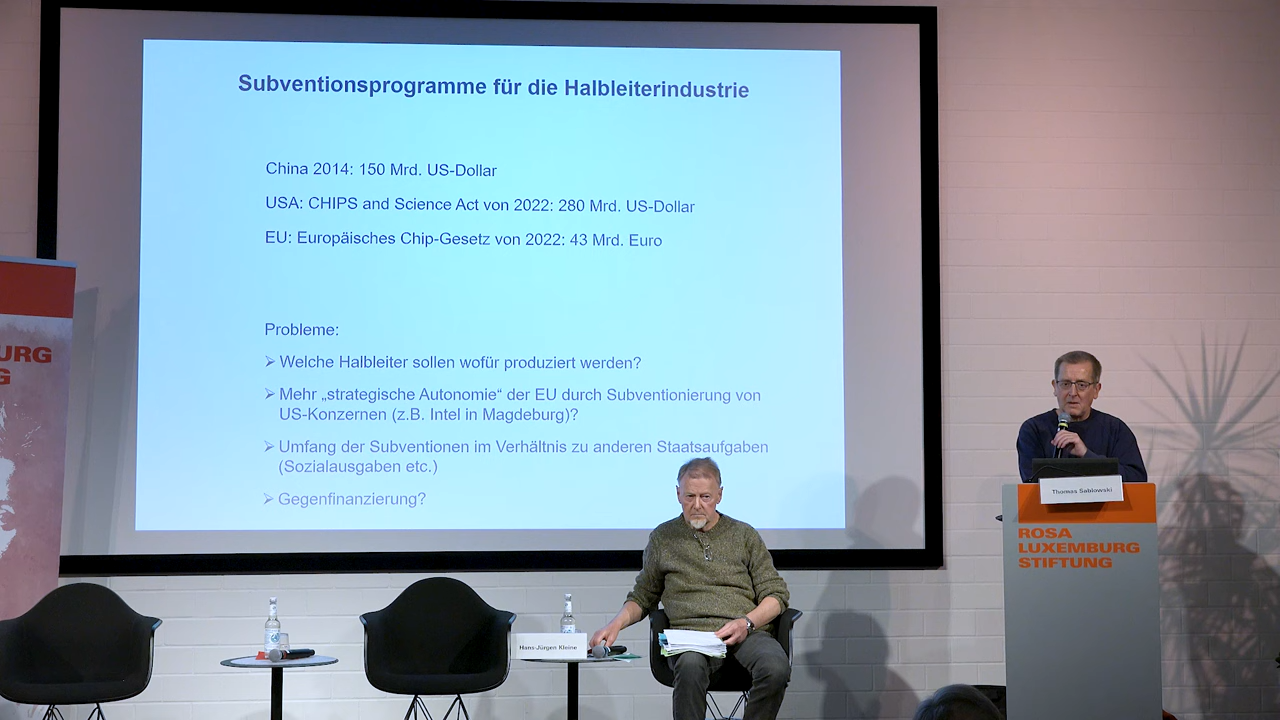 Subventionsprogramme für die Halbleiterindustrie
China 2014: 150 Mrd. US-Dollar
USA: CHIPS and Science Act von 2022: 280 Mrd. US-Dollar
EU: Europäisches Chip-Gesetz von 2022: 43 Mrd. Euro
Probleme:
➢ Welche Halbleiter sollen wofür produziert werden?
➢ Mehr „strategische Autonomie“ der EU durch Subventionierung von
US-Konzernen (z.B. Intel in Magdeburg)?
➢ Umfang der Subventionen im Verhältnis zu anderen Staatsaufgaben
(Sozialausgaben etc.)
➢ Gegenfinanzierung?
URG
G
Hans-Jürgen Kleine
Thomas Sablowski
ROSA
LUXEMBURG
STIFTUNG